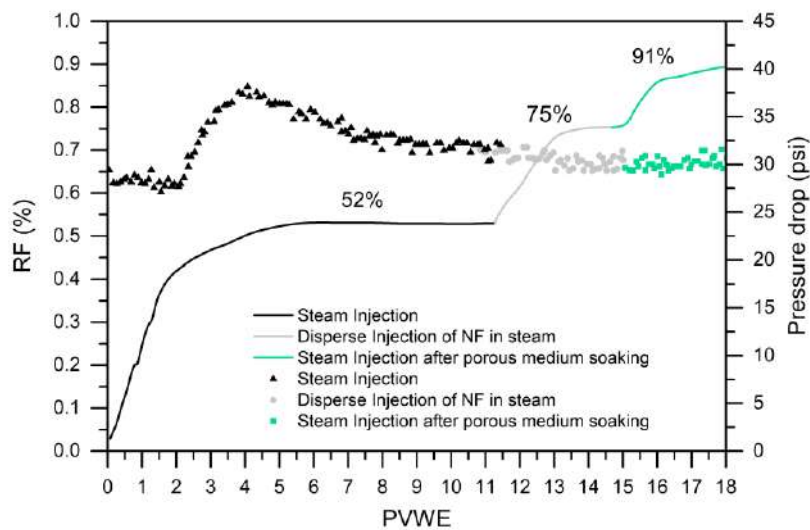 1.0
0.9
0.8
0.7
0.6
0.5
0.4
0.3
0.2
0.1
0.0
RF (%)
45
40
35
30
25
20
15
10
5
0
Pressure drop (psi)
52%
75%
91%
Steam Injection
Disperse Injection of NF in steam
Steam Injection after porous medium soaking
Steam Injection
Disperse Injection of NF in steam
Steam Injection after porous medium soaking
0 1 2 3 4 5 6 7 8 9 10 11 12 13 14 15 16 17 18
PVWE